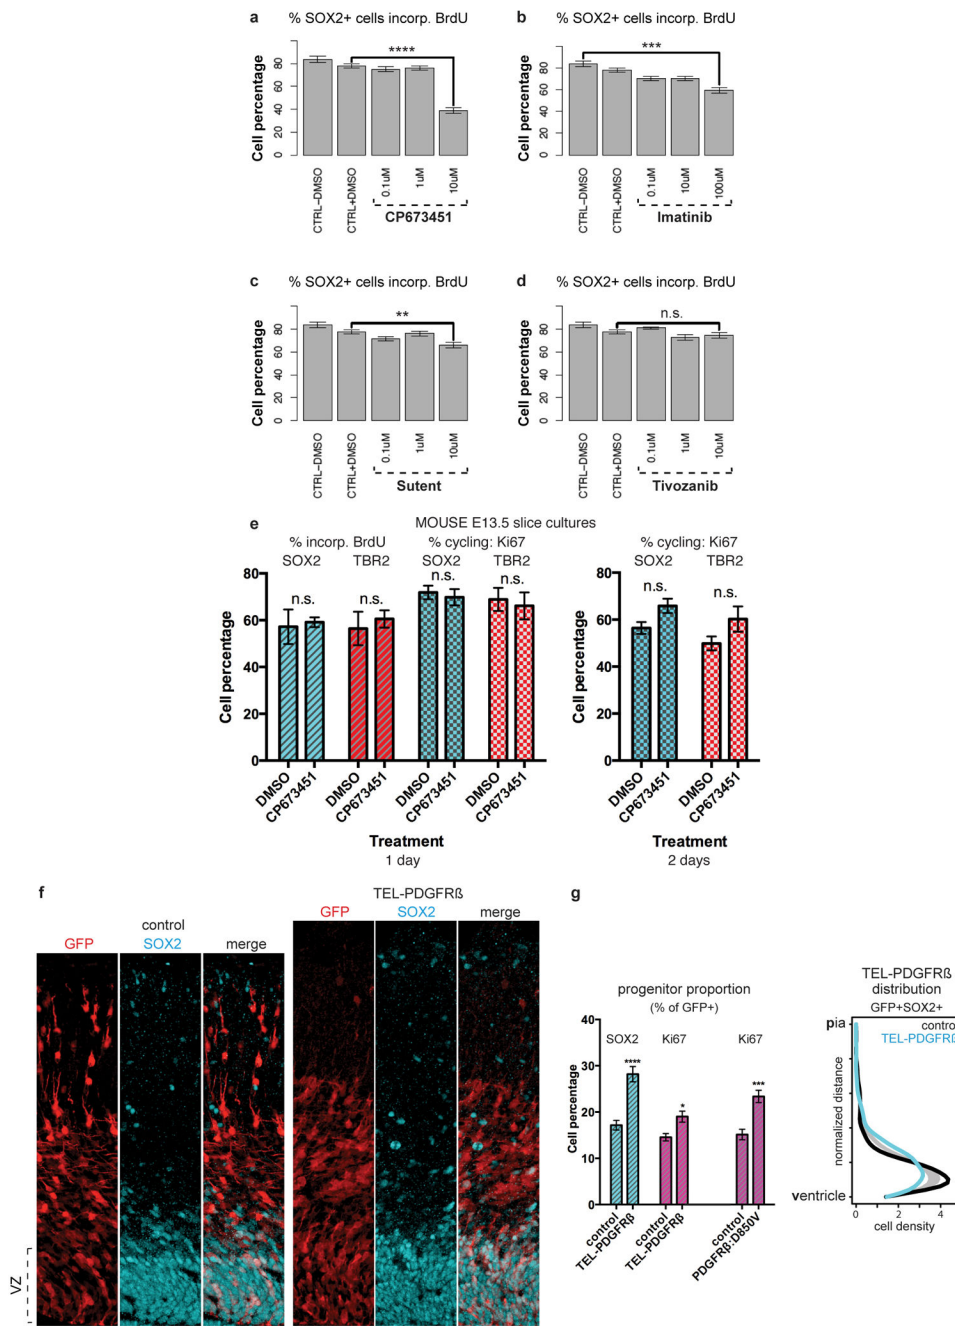 a % SOX2+ cells incorp. BrdU
****
Cell percentage
0 20 40 60 80
CTRL–DMSO
CTRL+DMSO
0.1uM
1uM
10uM
CP673451
b % SOX2+ cells incorp. BrdU
***
Cell percentage
0 20 40 60 80
CTRL–DMSO
CTRL+DMSO
0.1uM
10uM
100uM
Imatinib
c % SOX2+ cells incorp. BrdU
**
Cell percentage
0 20 40 60 80 100
CTRL–DMSO
CTRL+DMSO
0.1uM
1uM
10uM
Sutent
d % SOX2+ cells incorp. BrdU
n.s.
Cell percentage
0 20 40 60 80 100
CTRL–DMSO
CTRL+DMSO
0.1uM
1uM
10uM
Tivozanib
e
MOUSE E13.5 slice cultures
% incorp. BrdU % cycling: Ki67
SOX2 TBR2 SOX2 TBR2
n.s. n.s. n.s. n.s.
Cell percentage
80
60
40
20
0
DMSO
CP673451
DMSO
CP673451
DMSO
CP673451
DMSO
CP673451
Treatment
1 day
% cycling: Ki67
SOX2 TBR2
n.s. n.s.
Cell percentage
80
60
40
20
0
DMSO
CP673451
DMSO
CP673451
Treatment
2 days
f
control
GFP SOX2 merge
TEL-PDGFRß
GFP SOX2 merge
VZ
g
progenitor proportion
(% of GFP+)
SOX2 Ki67 Ki67
**** * ***
Cell percentage
40
30
20
10
0
control
TEL-PDGFRß
control
TEL-PDGFRß
control
PDGFRß:D850V
TEL-PDGFRß
distribution
GFP+SOX2+
pia
control
TEL-PDGFRß
normalized distance
ventricle
0 2 4
cell density